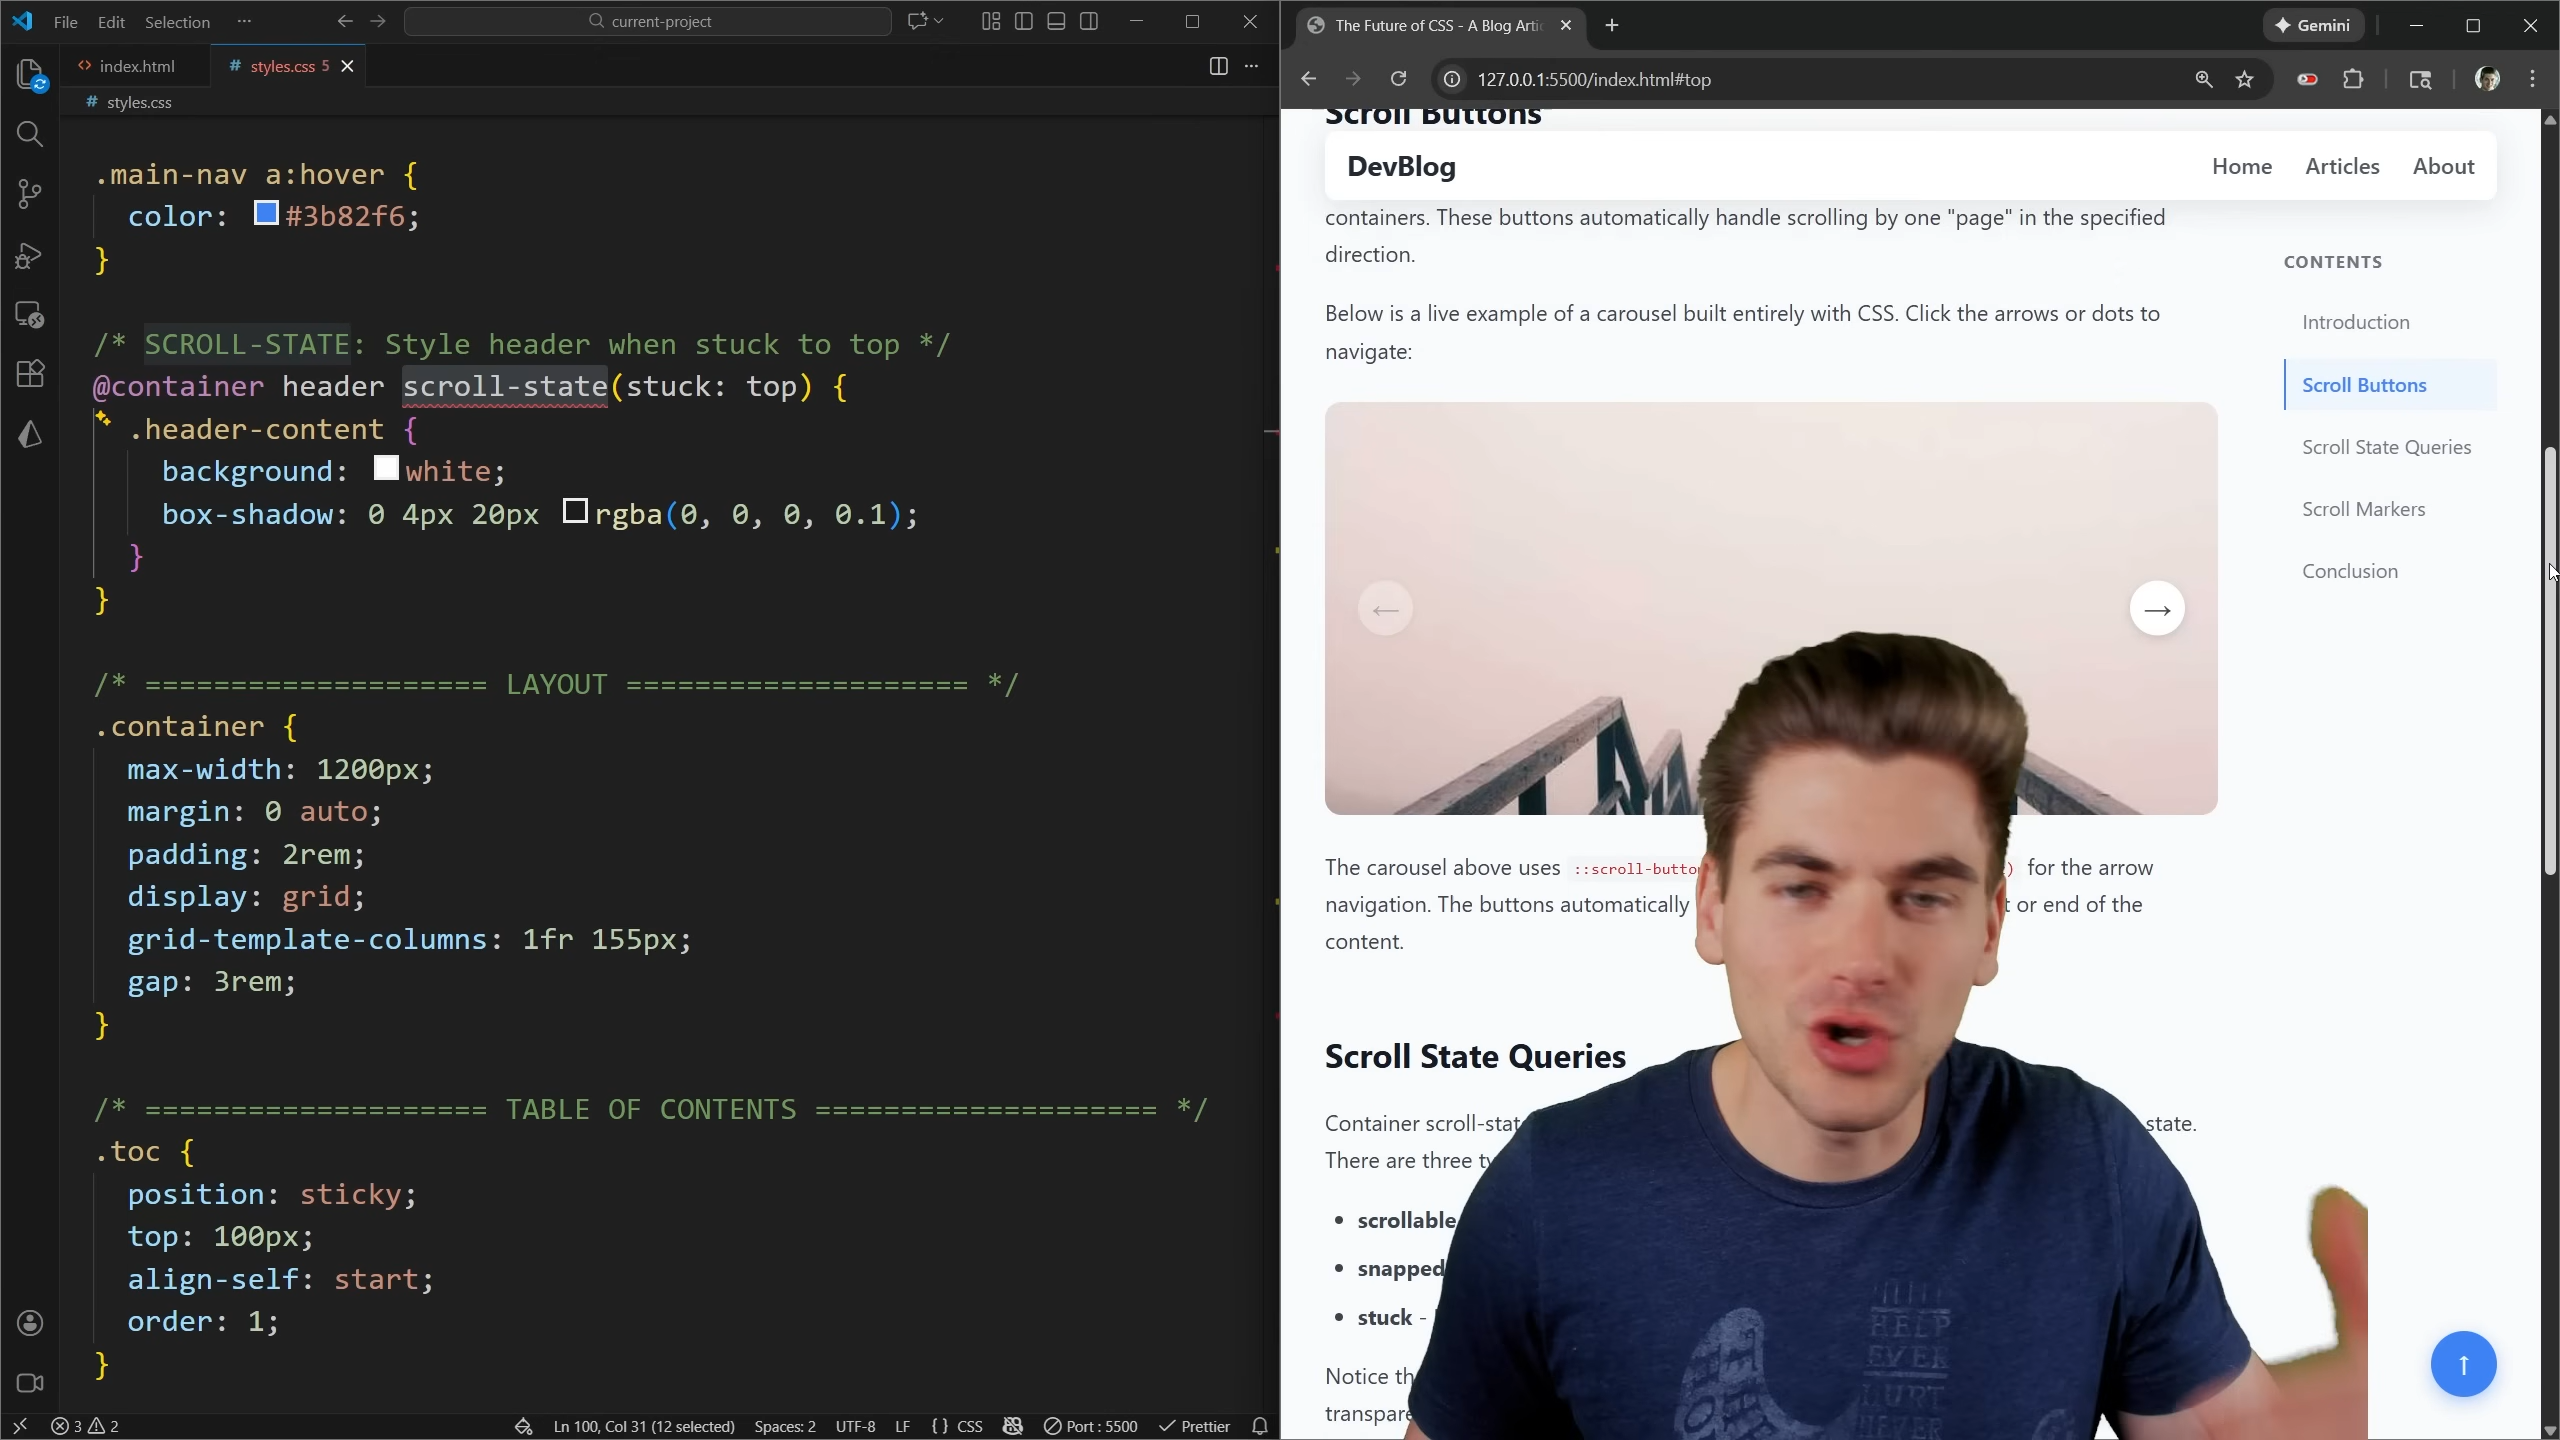 File Edit Selection ···
current-project
index.html
styles.css 5
styles.css
.main-nav a:hover {
color: #3b82f6;
}
/* SCROLL-STATE: Style header when stuck to top */
@container header scroll-state(stuck: top) {
.header-content {
background: white;
box-shadow: 0 4px 20px rgba(0, 0, 0, 0.1);
}
}
/* ==================== LAYOUT ==================== */
.container {
max-width: 1200px;
margin: 0 auto;
padding: 2rem;
display: grid;
grid-template-columns: 1fr 155px;
gap: 3rem;
}
/* ==================== TABLE OF CONTENTS ==================== */
.toc {
position: sticky;
top: 100px;
align-self: start;
order: 1;
}
3 2
Ln 100, Col 31 (12 selected) Spaces: 2 UTF-8 LF { } CSS Port : 5500 Prettier
The Future of CSS - A Blog Arti
Gemini
127.0.0.1:5500/index.html#top
Scroll Buttons
DevBlog
Home Articles About
containers. These buttons automatically handle scrolling by one "page" in the specified
direction.
Below is a live example of a carousel built entirely with CSS. Click the arrows or dots to
navigate:
← →
The carousel above uses ::scroll-button ) for the arrow
navigation. The buttons automatically or end of the
content.
Scroll State Queries
Container scroll-stat state.
There are three
• scrollable
• snapped
• stuck -
Notice th
transpare
CONTENTS
Introduction
Scroll Buttons
Scroll State Queries
Scroll Markers
Conclusion
↑
HELP
EVER
HURT
NEVER